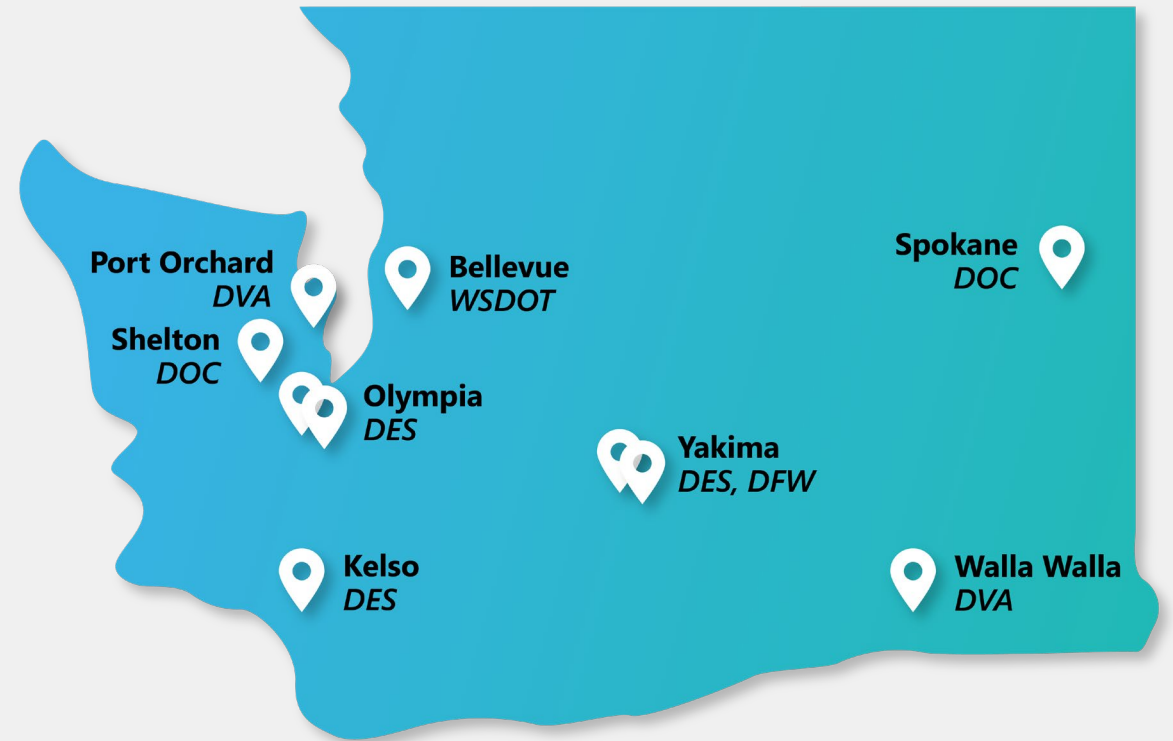 Port Orchard
DVA
Bellevue
WSDOT
Spokane
DOC
Shelton
DOC
Olympia
DES
Yakima
DES, DFW
Kelso
DES
Walla Walla
DVA